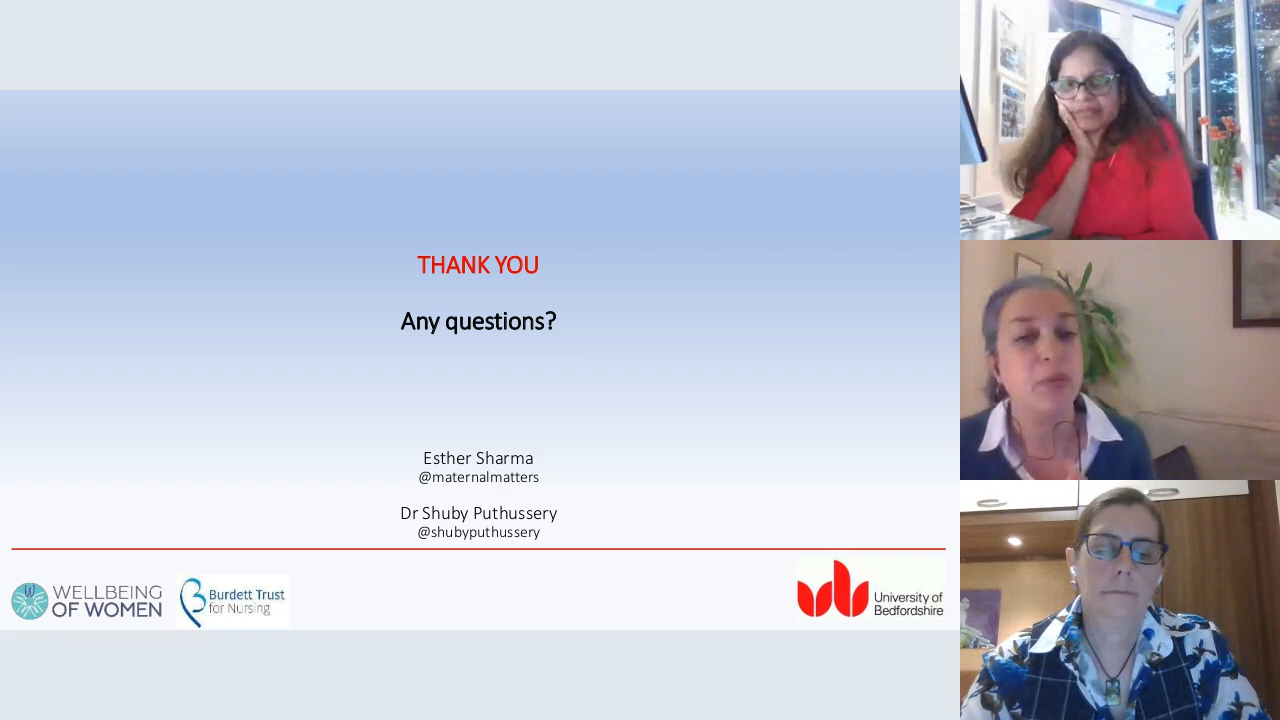 THANK YOU
Any questions?
Esther Sharma
@maternalmatters
Dr Shuby Puthussery
@shubyputhussery
WELLBEING
OF WOMEN
Burdett Trust
for Nursing
University of
Bedfordshire